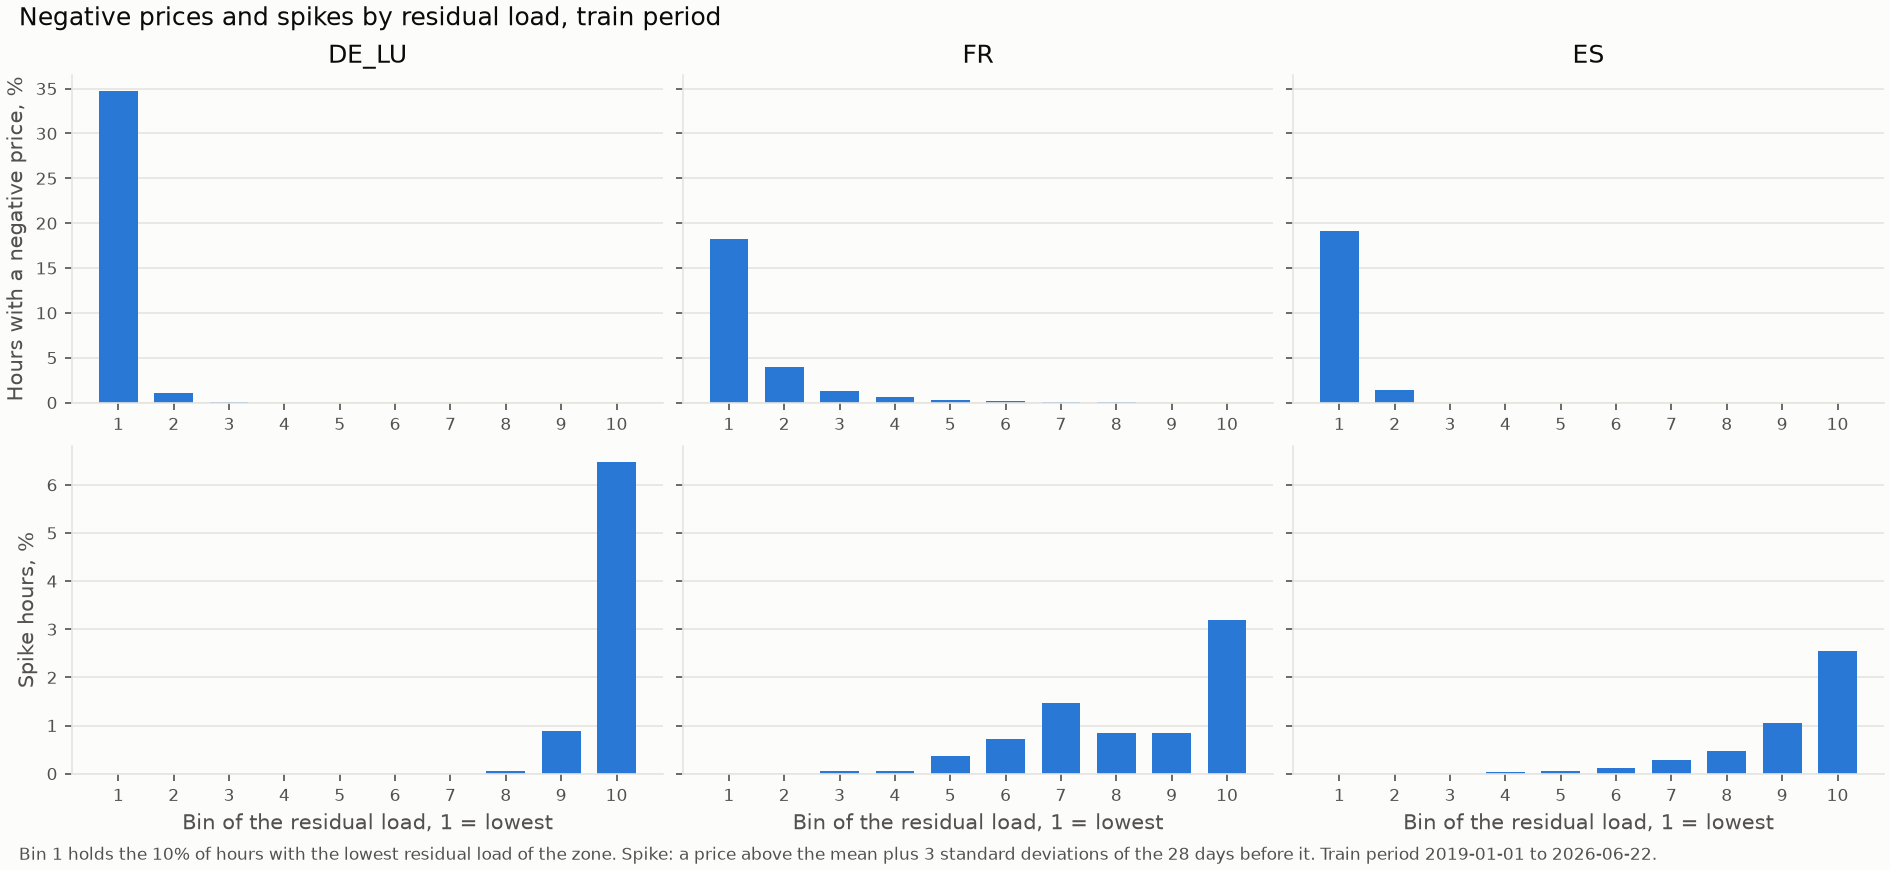 Negative prices and spikes by residual load, train period
DE_LU
FR
ES
Hours with a negative price, %
35
30
25
20
15
10
5
0
1 2 3 4 5 6 7 8 9 10
1 2 3 4 5 6 7 8 9 10
1 2 3 4 5 6 7 8 9 10
Spike hours, %
6
5
4
3
2
1
0
1 2 3 4 5 6 7 8 9 10
1 2 3 4 5 6 7 8 9 10
1 2 3 4 5 6 7 8 9 10
Bin of the residual load, 1 = lowest
Bin of the residual load, 1 = lowest
Bin of the residual load, 1 = lowest
Bin 1 holds the 10% of hours with the lowest residual load of the zone. Spike: a price above the mean plus 3 standard deviations of the 28 days before it. Train period 2019-01-01 to 2026-06-22.